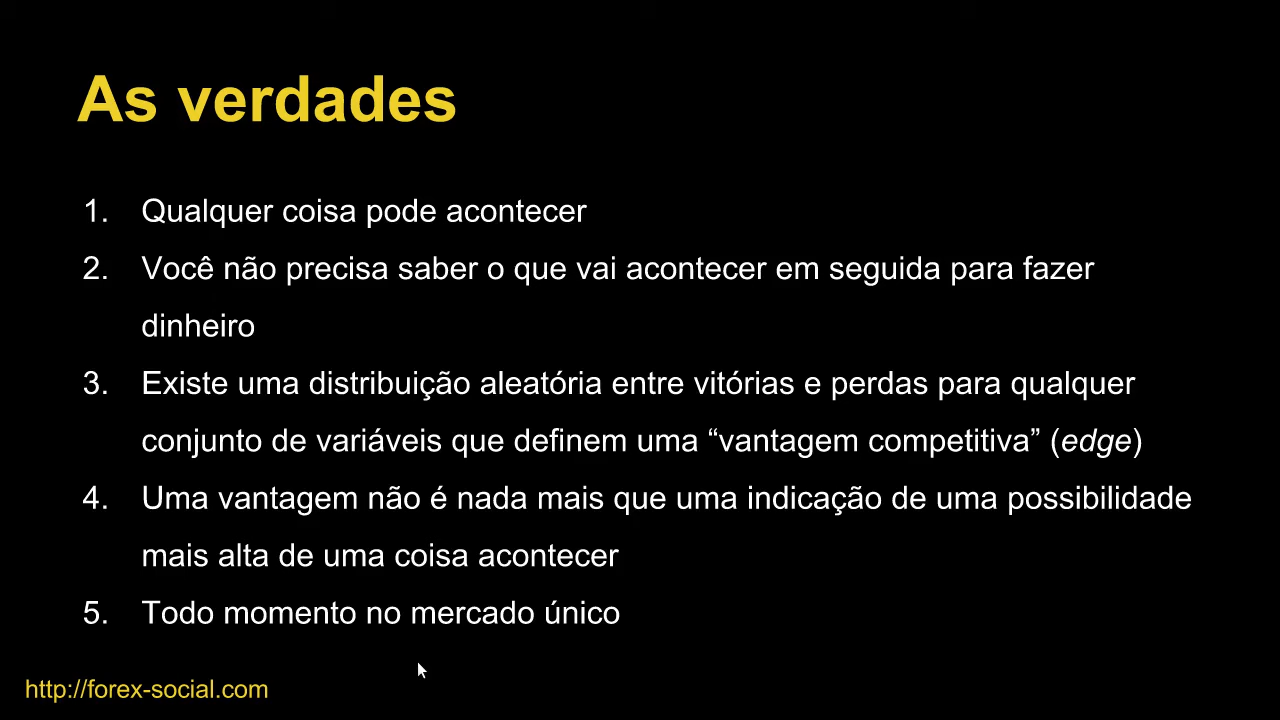 As verdades
1. Qualquer coisa pode acontecer
2. Você não precisa saber o que vai acontecer em seguida para fazer
dinheiro
3. Existe uma distribuição aleatória entre vitórias e perdas para qualquer
conjunto de variáveis que definem uma “vantagem competitiva” (edge)
4. Uma vantagem não é nada mais que uma indicação de uma possibilidade
mais alta de uma coisa acontecer
5. Todo momento no mercado único
http://forex-social.com